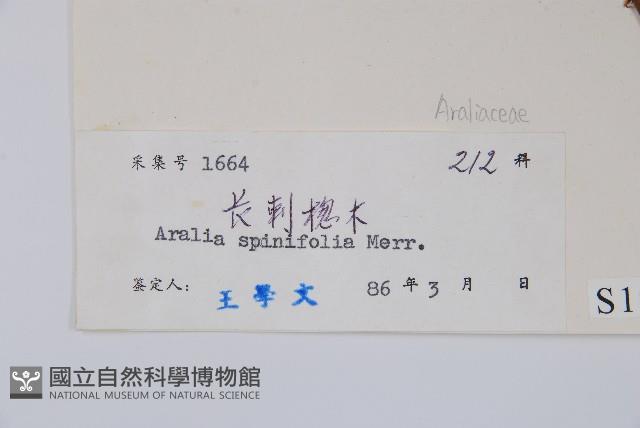 Araliaceae
采集号 1664 212 科
长刺楤木
Aralia spinifolia Merr.
鉴定人: 王學文 86 年 3 月 日
S1
國立自然科學博物館
NATIONAL MUSEUM OF NATURAL SCIENCE